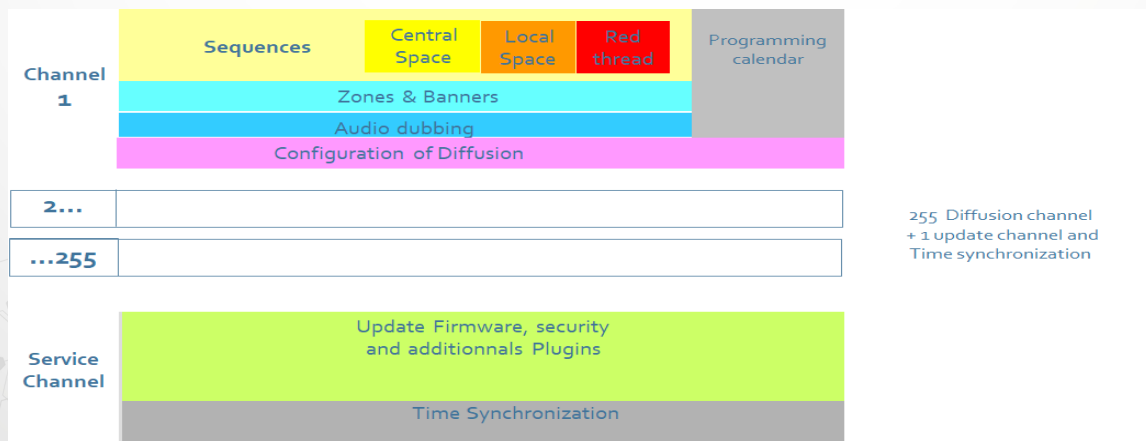 Channel
1
Sequences
Central
Space
Local
Space
Red
thread
Programming
calendar
Zones & Banners
Audio dubbing
Configuration of Diffusion
2...
...255
255 Diffusion channel
+ 1 update channel and
Time synchronization
Service
Channel
Update Firmware, security
and additionnals Plugins
Time Synchronization